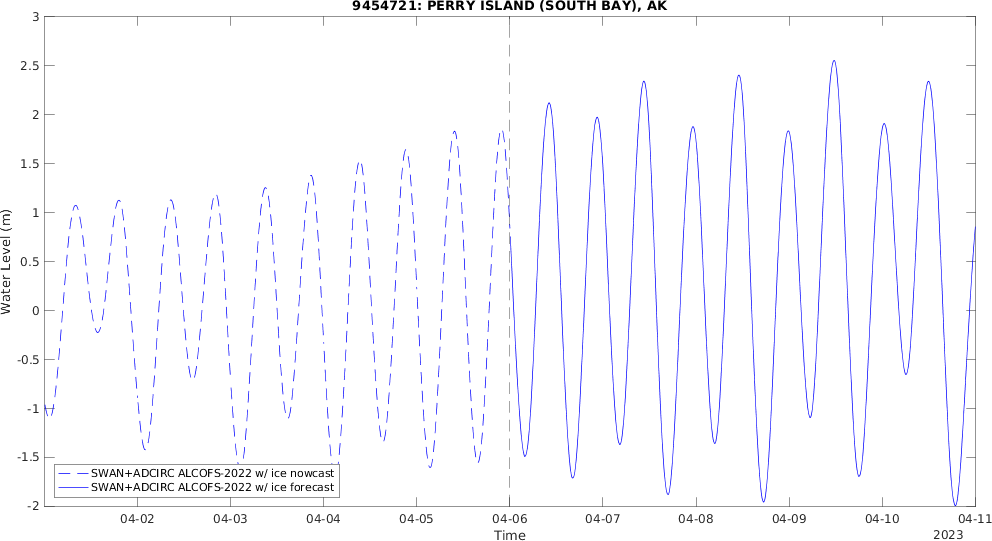 9454721: PERRY ISLAND (SOUTH BAY), AK
3
2.5
2
1.5
1
0.5
0
-0.5
-1
-1.5
-2
Water Level (m)
SWAN+ADCIRC ALCOFS-2022 w/ ice nowcast
SWAN+ADCIRC ALCOFS-2022 w/ ice forecast
04-02 04-03 04-04 04-05 04-06 04-07 04-08 04-09 04-10 04-11
Time
2023